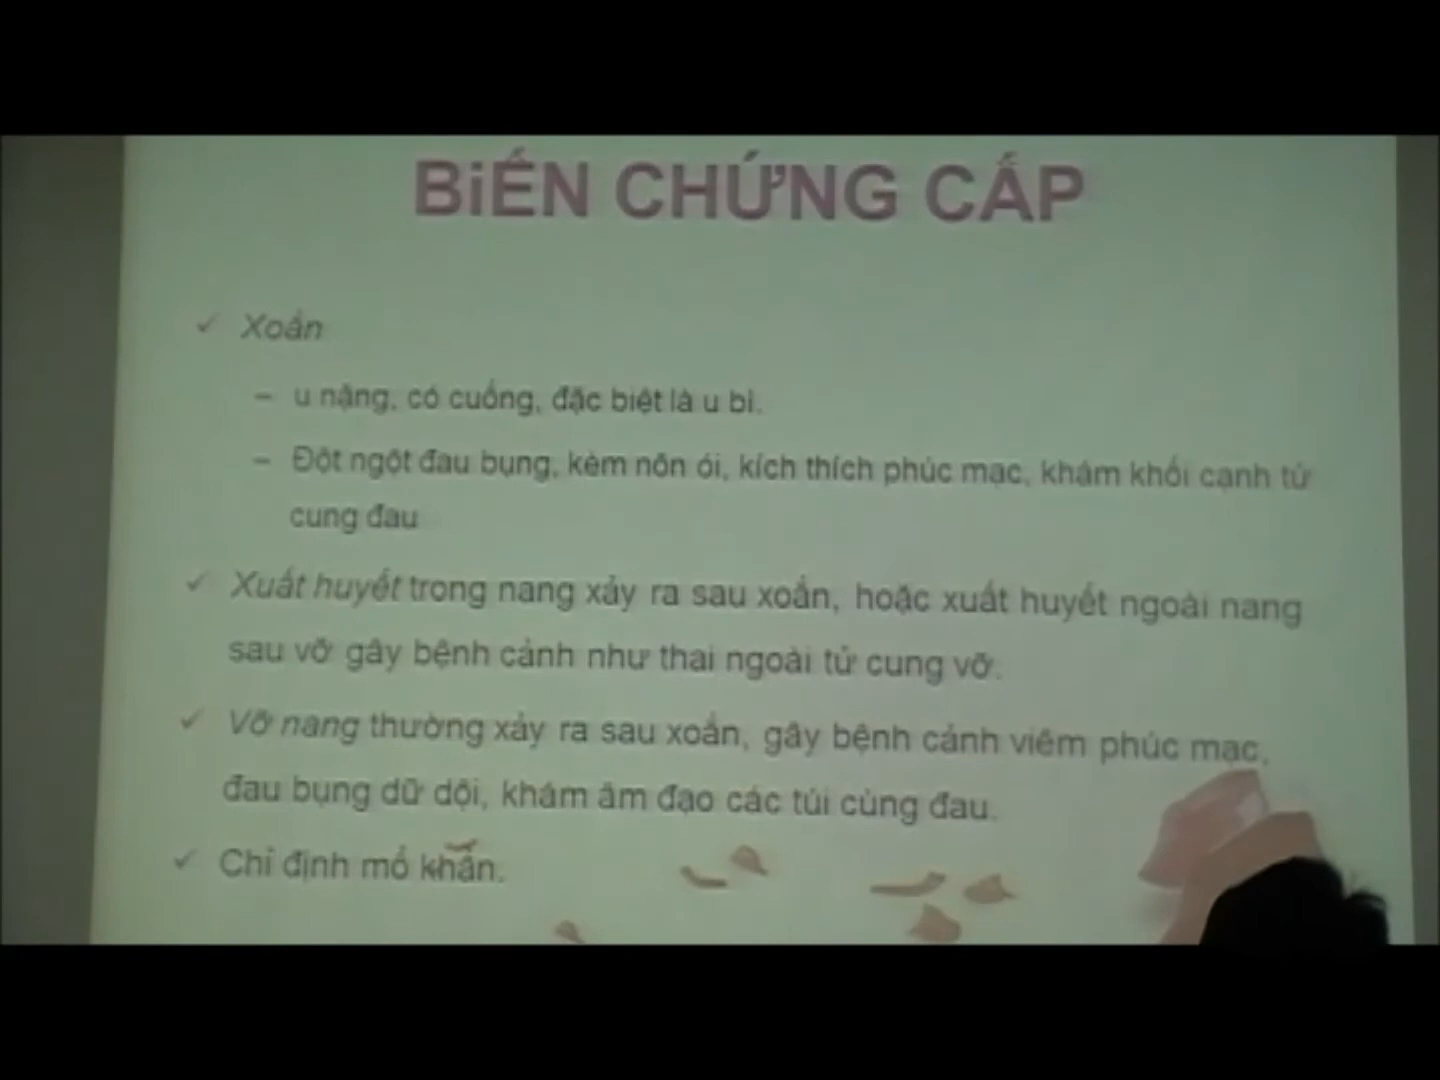 BiẾN CHỨNG CẤP
✓ Xoắn
– u nặng, có cuống, đặc biệt là u bì.
– Đột ngột đau bụng, kèm nôn ói, kích thích phúc mạc, khám khối cạnh tử
cung đau
✓ Xuất huyết trong nang xảy ra sau xoắn, hoặc xuất huyết ngoài nang
sau vỡ gây bệnh cảnh như thai ngoài tử cung vỡ.
✓ Vỡ nang thường xảy ra sau xoắn, gây bệnh cảnh viêm phúc mạc,
đau bụng dữ dội, khám âm đạo các túi cùng đau.
✓ Chỉ định mổ khẩn.